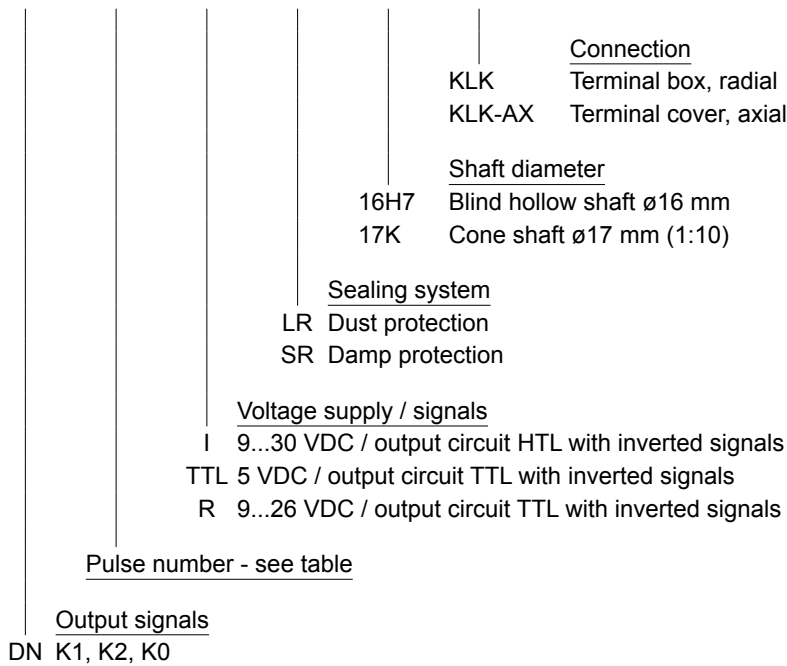 Connection
KLK Terminal box, radial
KLK-AX Terminal cover, axial
Shaft diameter
16H7 Blind hollow shaft ø16 mm
17K Cone shaft ø17 mm (1:10)
Sealing system
LR Dust protection
SR Damp protection
Voltage supply / signals
I 9...30 VDC / output circuit HTL with inverted signals
TTL 5 VDC / output circuit TTL with inverted signals
R 9...26 VDC / output circuit TTL with inverted signals
Pulse number - see table
Output signals
DN K1, K2, K0